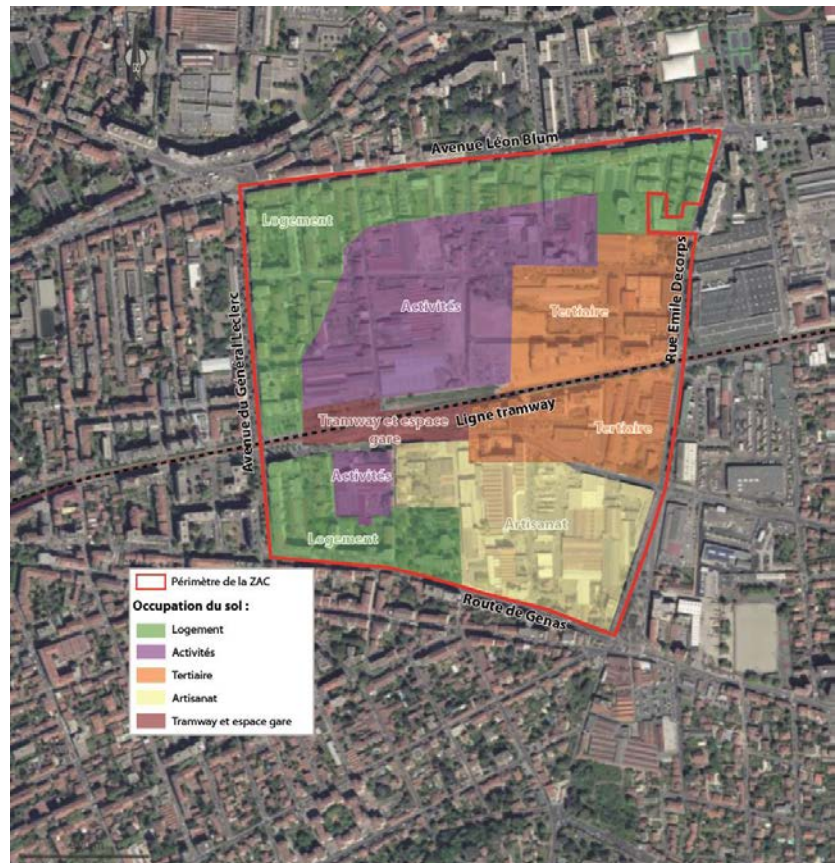 Avenue Léon Blum
Logement
Avenue du Général Leclerc
Activités
Tertiaire
Rue Emile Decorps
Tramway et espace
gare
Ligne tramway
Tertiaire
Activités
Artisanat
Logement
Route de Genas
Périmètre de la ZAC
Occupation du sol :
Logement
Activités
Tertiaire
Artisanat
Tramway et espace gare